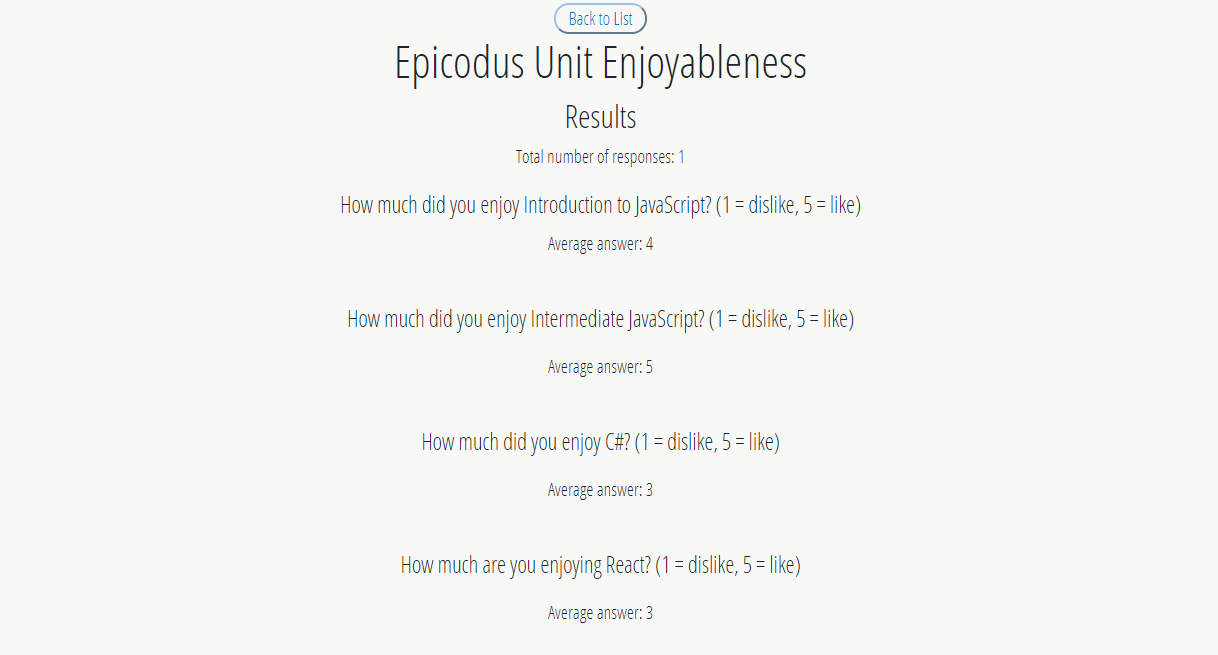 Back to List
Epicodus Unit Enjoyableness
Results
Total number of responses: 1
How much did you enjoy Introduction to JavaScript? (1 = dislike, 5 = like)
Average answer: 4
How much did you enjoy Intermediate JavaScript? (1 = dislike, 5 = like)
Average answer: 5
How much did you enjoy C#? (1 = dislike, 5 = like)
Average answer: 3
How much are you enjoying React? (1 = dislike, 5 = like)
Average answer: 3